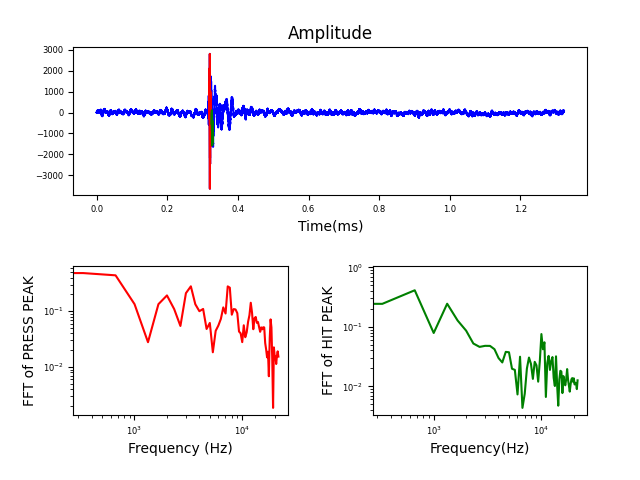 Amplitude
3000
2000
1000
0
−1000
−2000
−3000
0.0 0.2 0.4 0.6 0.8 1.0 1.2
Time(ms)
FFT of PRESS PEAK
10⁻¹
10⁻²
10³ 10⁴
Frequency (Hz)
FFT of HIT PEAK
10⁰
10⁻¹
10⁻²
10³ 10⁴
Frequency(Hz)